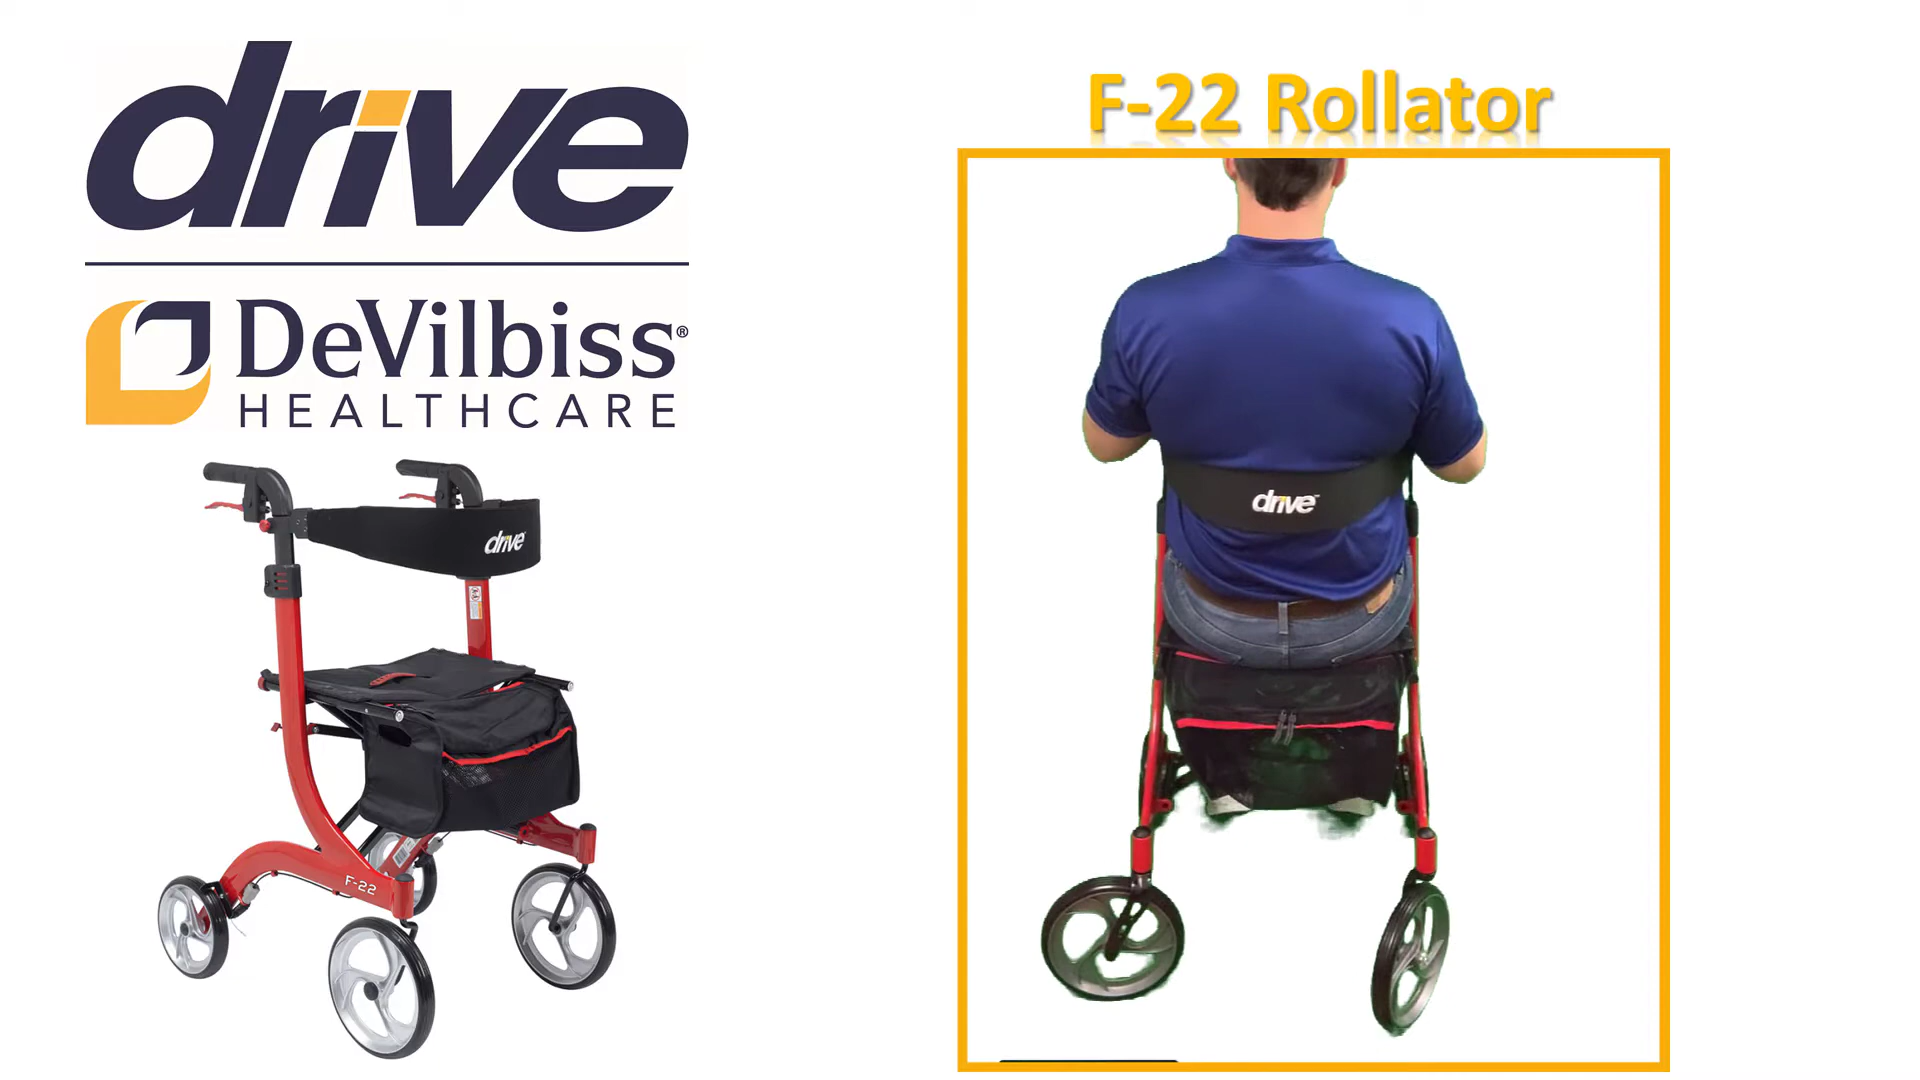 drive
DeVilbiss®
HEALTHCARE
F-22 Rollator
drive
drive
F-22